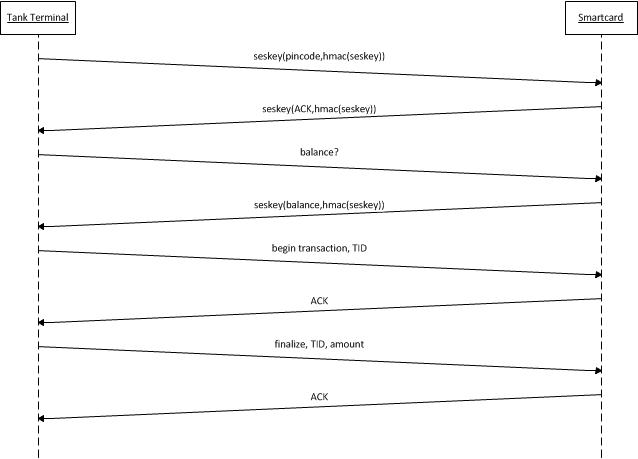 Tank Terminal
Smartcard
seskey(pincode,hmac(seskey))
seskey(ACK,hmac(seskey))
balance?
seskey(balance,hmac(seskey))
begin transaction, TID
ACK
finalize, TID, amount
ACK